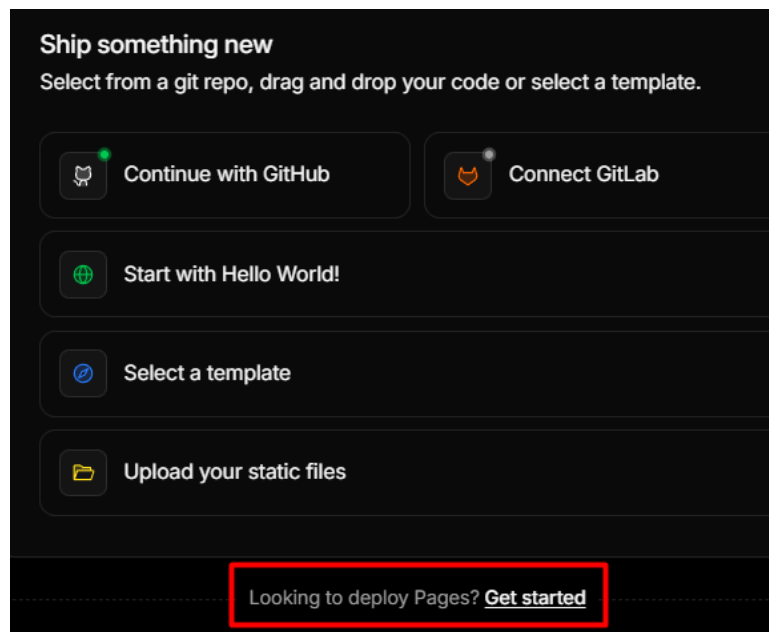 Ship something new
Select from a git repo, drag and drop your code or select a template.
Continue with GitHub
Connect GitLab
Start with Hello World!
Select a template
Upload your static files
Looking to deploy Pages? Get started